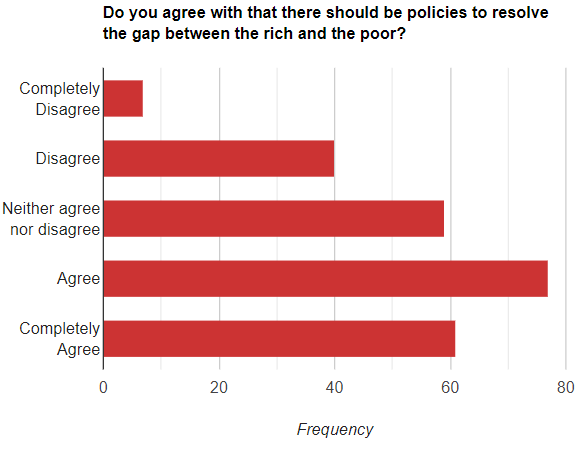 Do you agree with that there should be policies to resolve
the gap between the rich and the poor?
Completely
Disagree
Disagree
Neither agree
nor disagree
Agree
Completely
Agree
0 20 40 60 80
Frequency